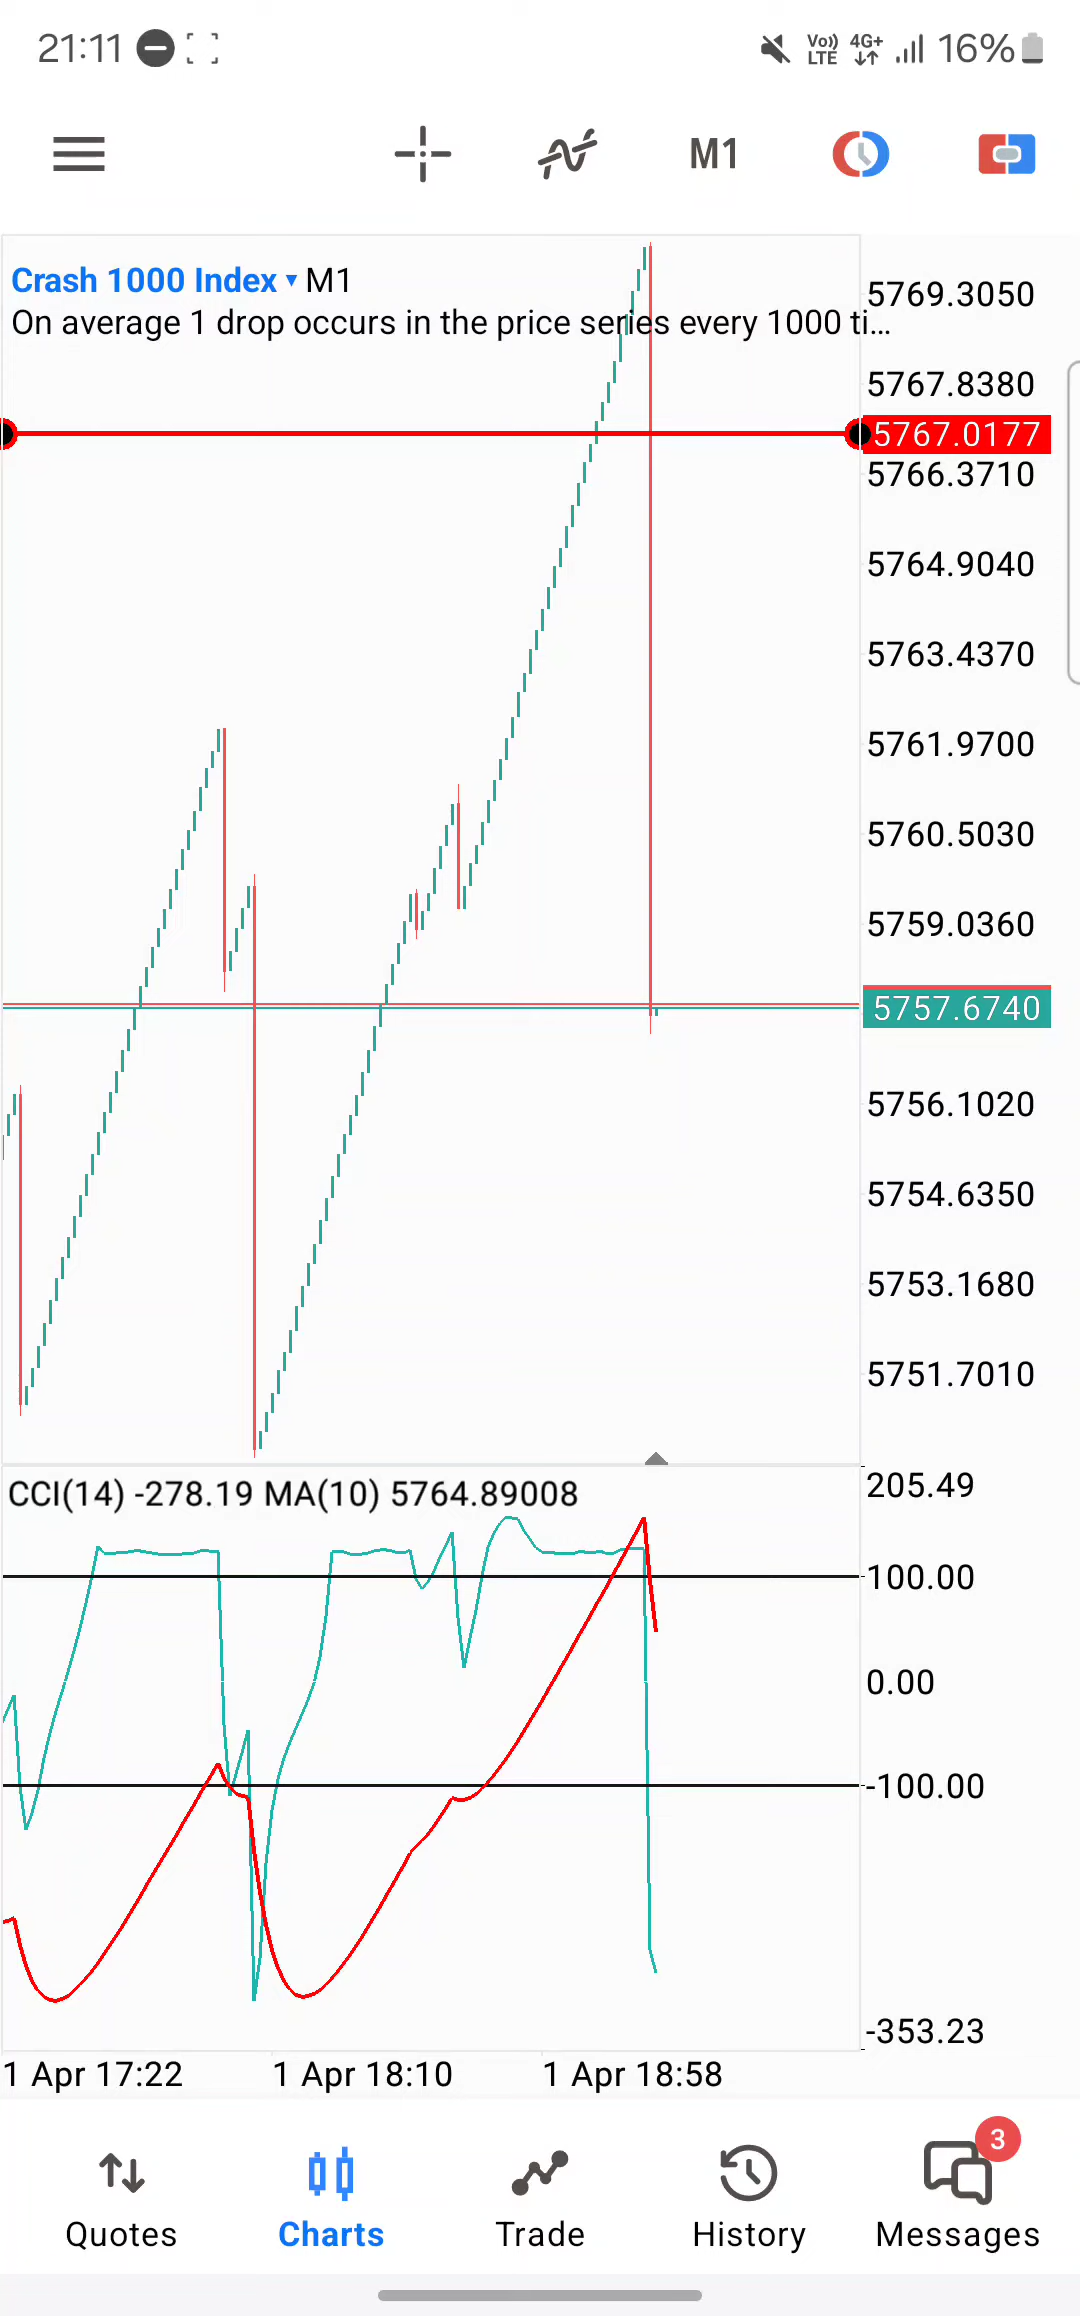 21:11 Vo)) LTE 4G+ 16%
M1
Crash 1000 Index ▾ M1
On average 1 drop occurs in the price series every 1000 ti...
5769.3050
5767.8380
5767.0177
5766.3710
5764.9040
5763.4370
5761.9700
5760.5030
5759.0360
5757.6740
5756.1020
5754.6350
5753.1680
5751.7010
CCI(14) -278.19 MA(10) 5764.89008
205.49
100.00
0.00
-100.00
-353.23
1 Apr 17:22 1 Apr 18:10 1 Apr 18:58
3
Quotes Charts Trade History Messages